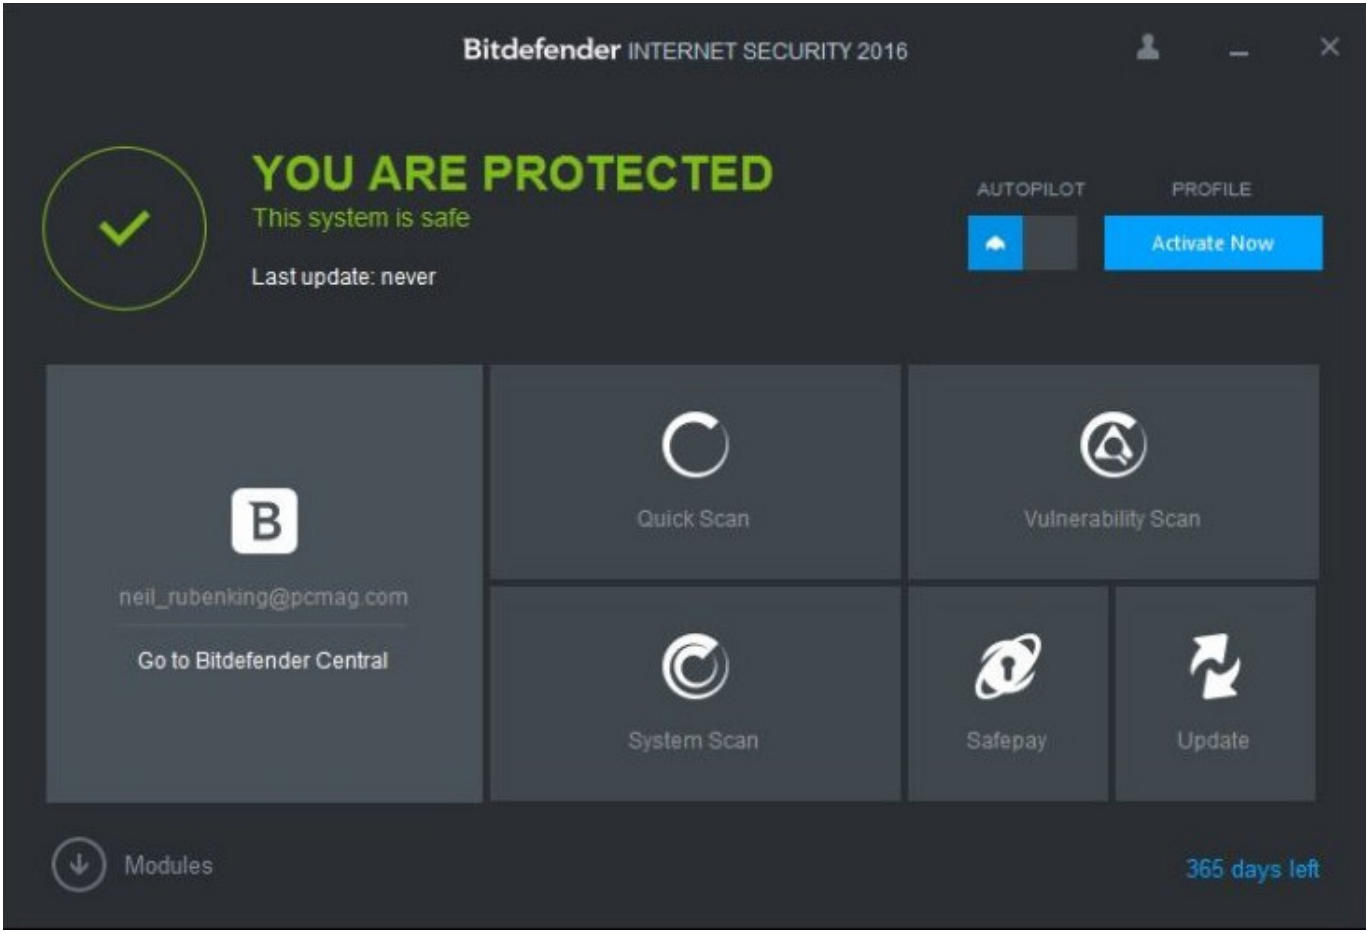 Bitdefender INTERNET SECURITY 2016
YOU ARE PROTECTED
This system is safe
Last update: never
AUTOPILOT
PROFILE
Activate Now
B
neil_rubenking@pcmag.com
Go to Bitdefender Central
Quick Scan
Vulnerability Scan
System Scan
Safepay
Update
Modules
365 days left